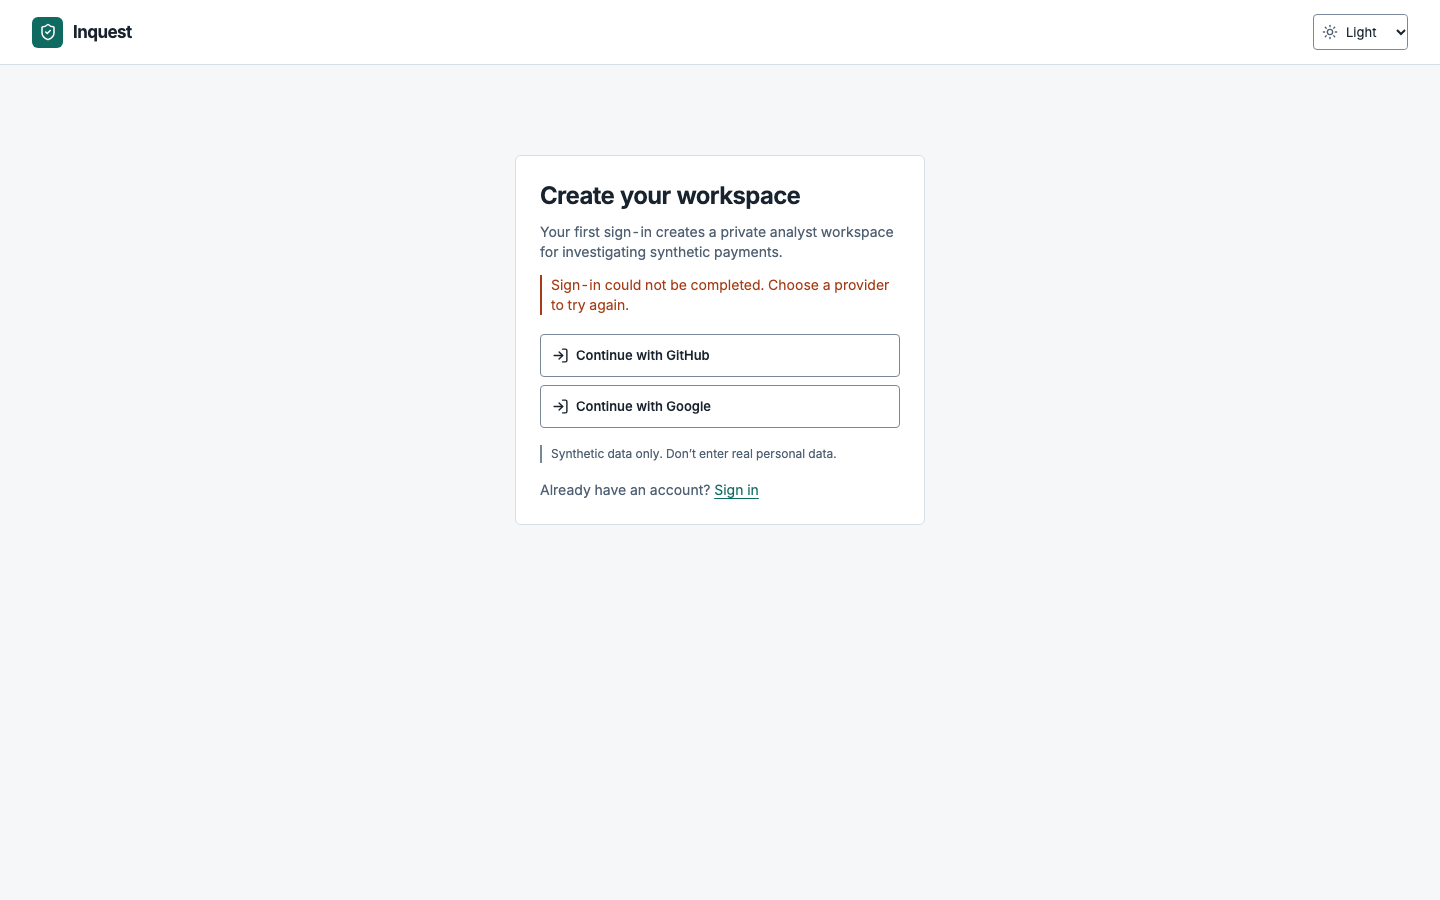 Inquest
Light
Create your workspace
Your first sign-in creates a private analyst workspace
for investigating synthetic payments.
Sign-in could not be completed. Choose a provider
to try again.
Continue with GitHub
Continue with Google
Synthetic data only. Don’t enter real personal data.
Already have an account? Sign in